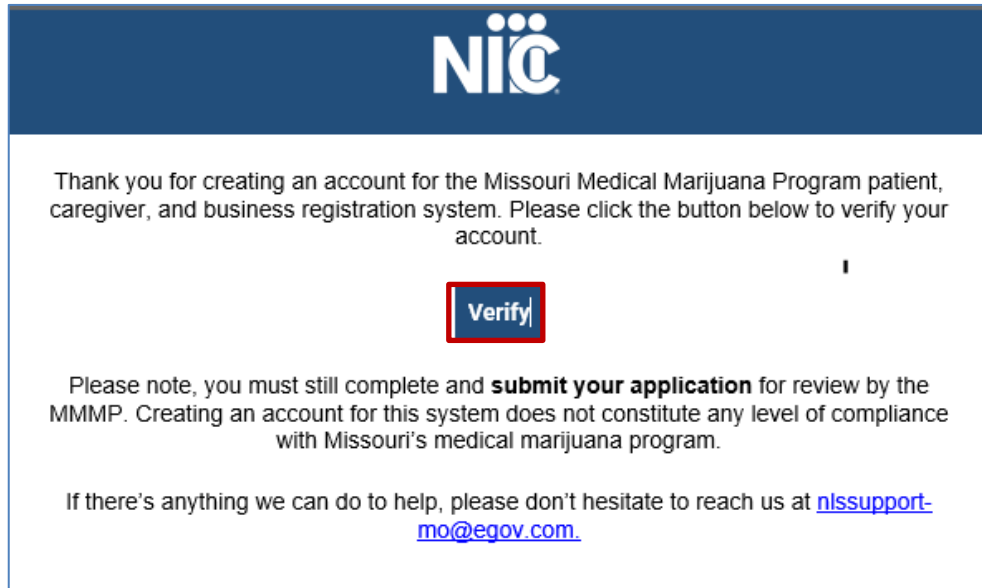 NIC
Thank you for creating an account for the Missouri Medical Marijuana Program patient,
caregiver, and business registration system. Please click the button below to verify your
account.
Verify
Please note, you must still complete and submit your application for review by the
MMMP. Creating an account for this system does not constitute any level of compliance
with Missouri’s medical marijuana program.
If there’s anything we can do to help, please don’t hesitate to reach us at nlssupport-
mo@egov.com.